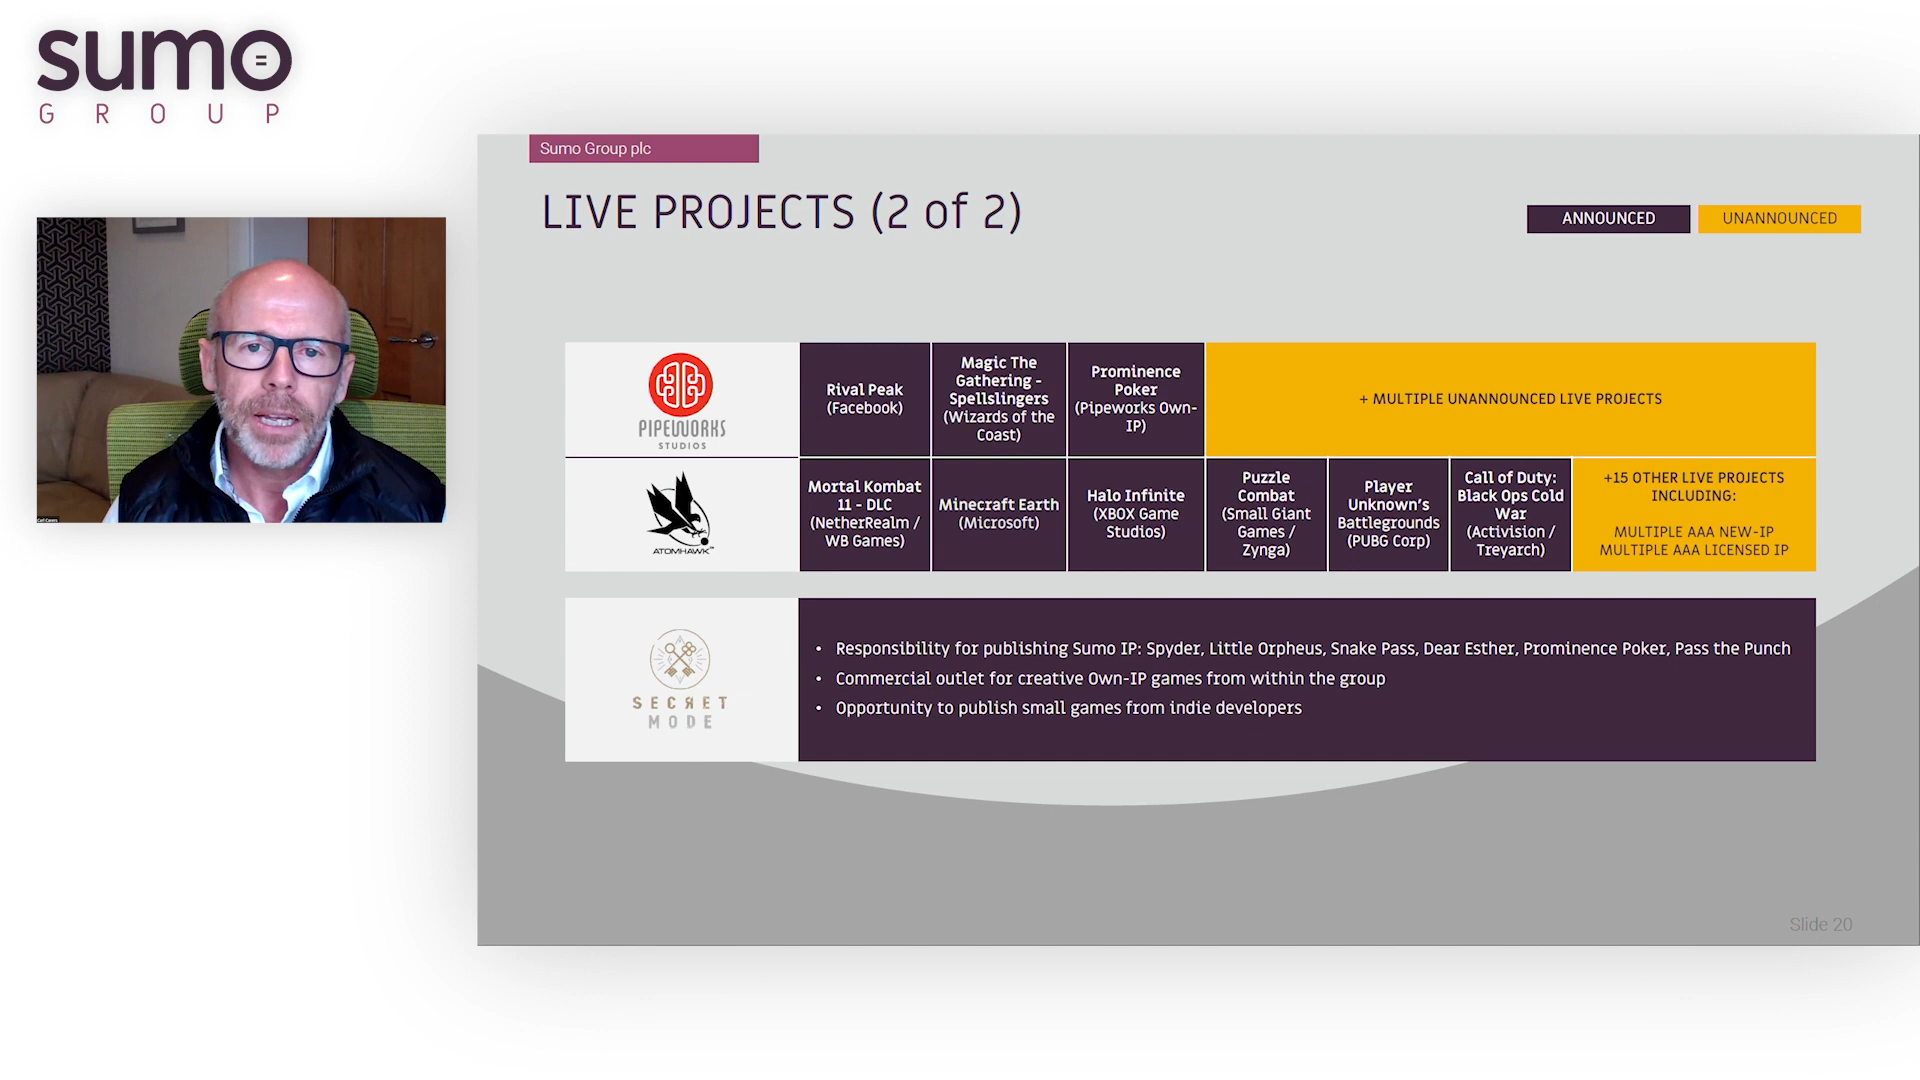 sumo
GROUP
Sumo Group plc
LIVE PROJECTS (2 of 2)
ANNOUNCED
UNANNOUNCED
PIPEWORKS
STUDIOS
Rival Peak
(Facebook)
Magic The
Gathering -
Spellslingers
(Wizards of the
Coast)
Prominence
Poker
(Pipeworks Own-
IP)
+ MULTIPLE UNANNOUNCED LIVE PROJECTS
ATOMHAWK™
Mortal Kombat
11 - DLC
(NetherRealm /
WB Games)
Minecraft Earth
(Microsoft)
Halo Infinite
(XBOX Game
Studios)
Puzzle
Combat
(Small Giant
Games /
Zynga)
Player
Unknown's
Battlegrounds
(PUBG Corp)
Call of Duty:
Black Ops Cold
War
(Activision /
Treyarch)
+15 OTHER LIVE PROJECTS
INCLUDING:
MULTIPLE AAA NEW-IP
MULTIPLE AAA LICENSED IP
SECRET
MODE
• Responsibility for publishing Sumo IP: Spyder, Little Orpheus, Snake Pass, Dear Esther, Prominence Poker, Pass the Punch
• Commercial outlet for creative Own-IP games from within the group
• Opportunity to publish small games from indie developers
Slide 20